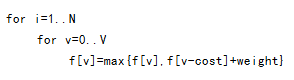 for i=1..N
for v=0..V
f[v]=max{f[v],f[v-cost]+weight}